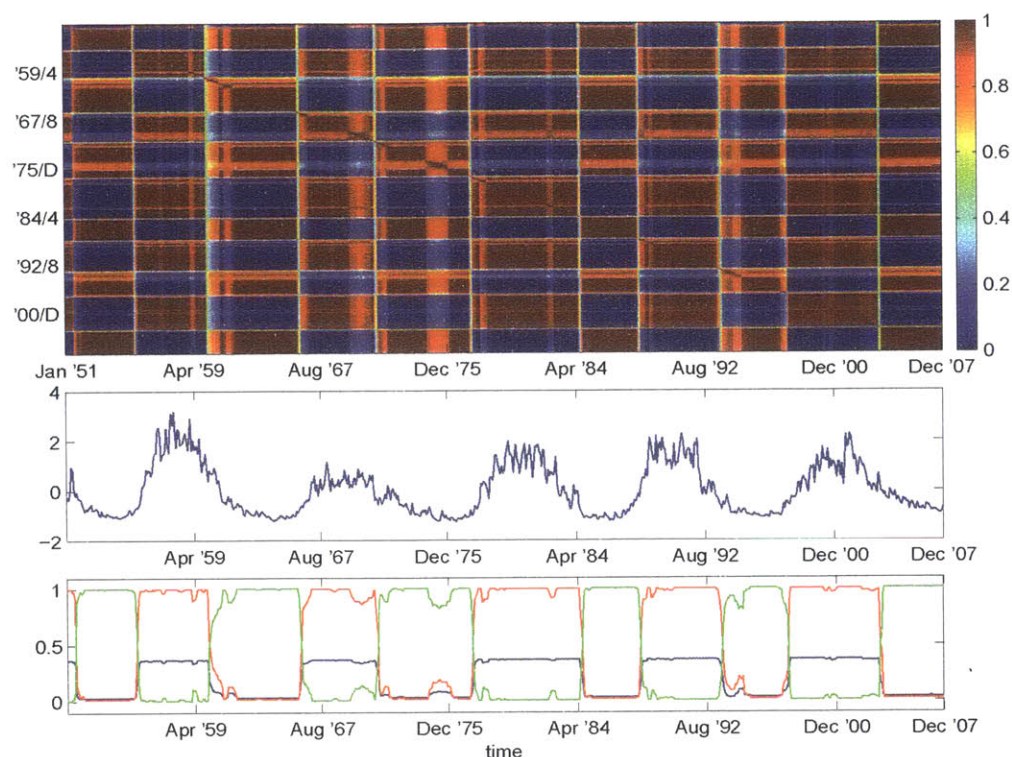 1
'59/4
0.8
'67/8
0.6
'75/D
0.4
'84/4
'92/8
0.2
'00/D
0
Jan '51 Apr '59 Aug '67 Dec '75 Apr '84 Aug '92 Dec '00 Dec '07
4
2
0
−2
Apr '59 Aug '67 Dec '75 Apr '84 Aug '92 Dec '00 Dec '07
1
0.5
0
Apr '59 Aug '67 Dec '75 Apr '84 Aug '92 Dec '00 Dec '07
time